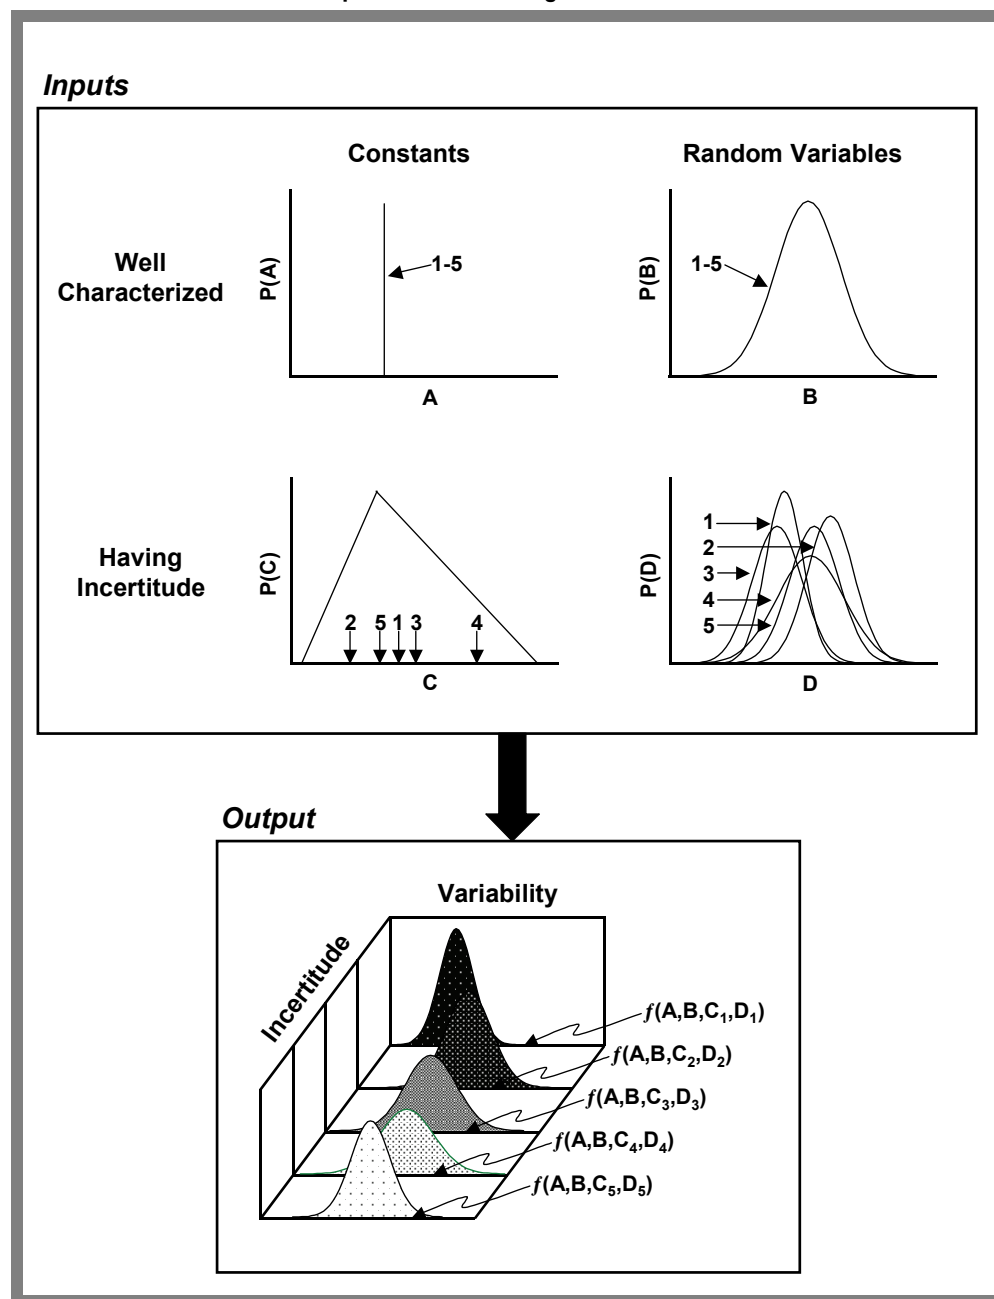 Inputs
Constants
Random Variables
Well
Characterized
P(A)
1-5
A
P(B)
1-5
B
Having
Incertitude
P(C)
2 5 1 3 4
C
P(D)
1
2
3
4
5
D
Output
Variability
Incertitude
f(A,B,C₁,D₁)
f(A,B,C₂,D₂)
f(A,B,C₃,D₃)
f(A,B,C₄,D₄)
f(A,B,C₅,D₅)